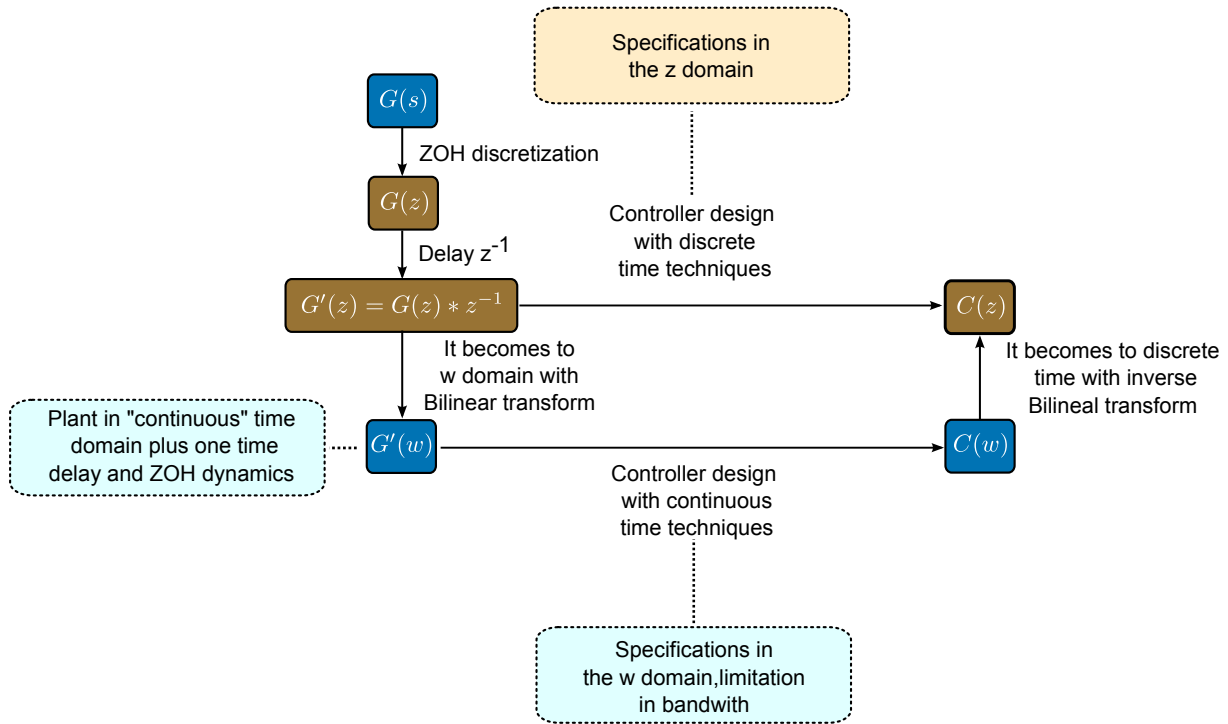 Specifications in
the z domain
G(s)
ZOH discretization
G(z)
Controller design
with discrete
time techniques
Delay z⁻¹
G'(z) = G(z) * z⁻¹
C(z)
It becomes to
w domain with
Bilinear transform
It becomes to discrete
time with inverse
Bilineal transform
Plant in "continuous" time
domain plus one time
delay and ZOH dynamics
G'(w)
C(w)
Controller design
with continuous
time techniques
Specifications in
the w domain,limitation
in bandwith